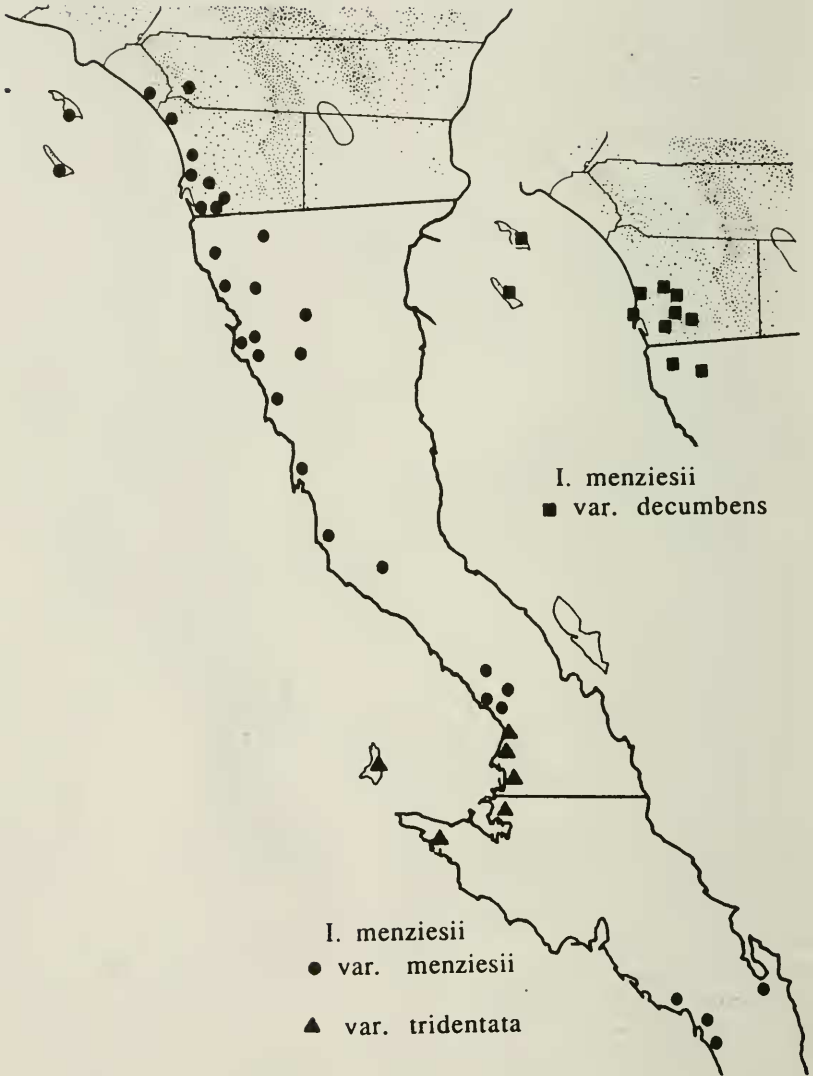 I. menziesii
■ var. decumbens
I. menziesii
● var. menziesii
▲ var. tridentata